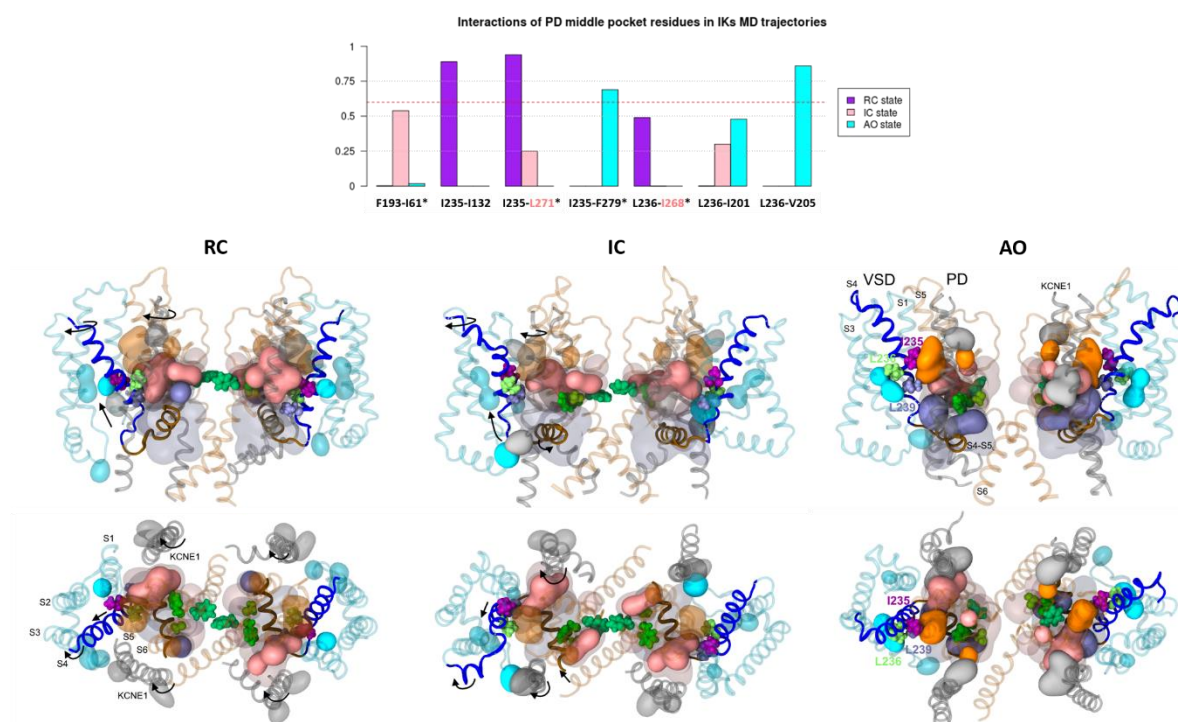 Interactions of PD middle pocket residues in IKs MD trajectories
1
0.75
0.5
0.25
0
RC state
IC state
AO state
F193-I61* I235-I132 I235-L271* I235-F279* L236-I268* L236-I201 L236-V205
RC IC AO
S4 VSD PD KCNE1
S1 S5
S3
I235
L236
L239
S4-S5
S6
S1
KCNE1
S2
S3
S5
S6
S4
KCNE1
I235
L236
L239